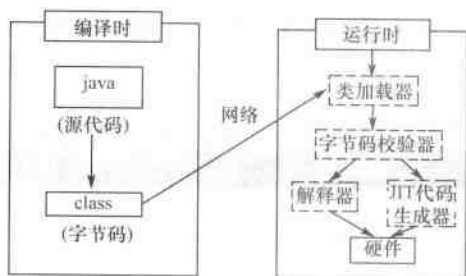 编译时
java
(源代码)
class
(字节码)
网络
运行时
类加载器
字节码校验器
解释器
JIT代码
生成器
硬件